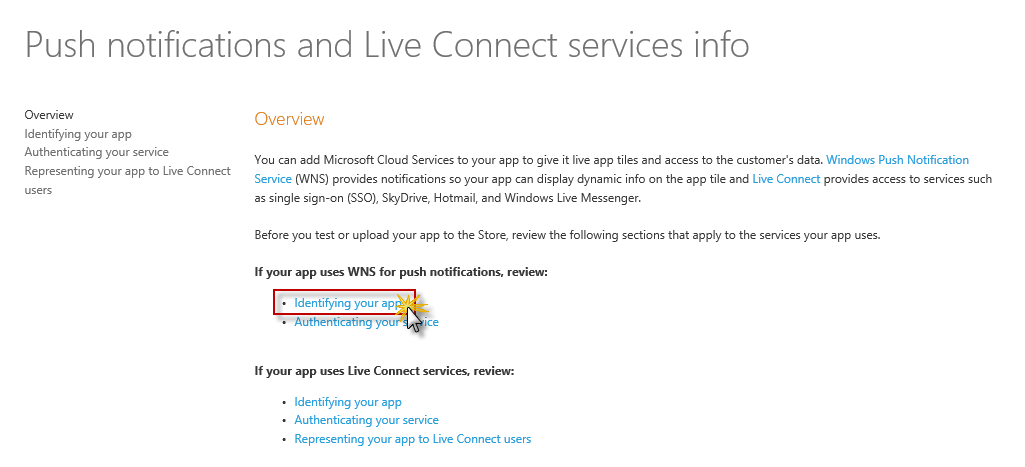 Push notifications and Live Connect services info
Overview
Identifying your app
Authenticating your service
Representing your app to Live Connect
users
Overview
You can add Microsoft Cloud Services to your app to give it live app tiles and access to the customer's data. Windows Push Notification
Service (WNS) provides notifications so your app can display dynamic info on the app tile and Live Connect provides access to services such
as single sign-on (SSO), SkyDrive, Hotmail, and Windows Live Messenger.
Before you test or upload your app to the Store, review the following sections that apply to the services your app uses.
If your app uses WNS for push notifications, review:
• Identifying your app
• Authenticating your service
If your app uses Live Connect services, review:
• Identifying your app
• Authenticating your service
• Representing your app to Live Connect users